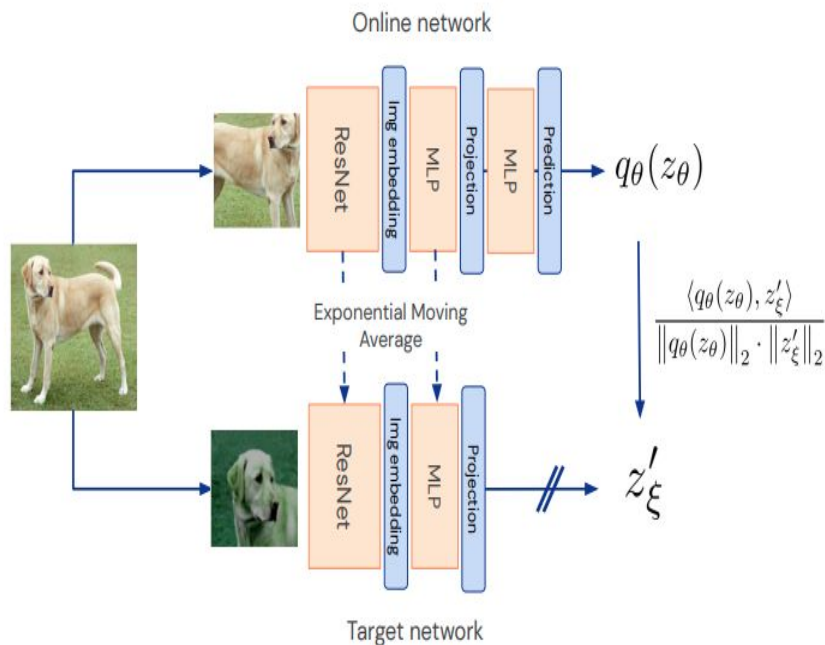 Online network
ResNet
Img embedding
MLP
Projection
MLP
Prediction
qθ(zθ)
Exponential Moving
Average
⟨qθ(zθ), z′ξ⟩
‖qθ(zθ)‖₂ · ‖z′ξ‖₂
ResNet
Img embedding
MLP
Projection
z′ξ
Target network